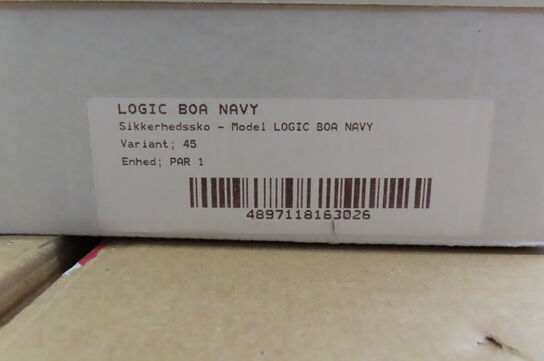 LOGIC BOA NAVY
Sikkerhedssko - Model LOGIC BOA NAVY
Variant; 45
Enhed; PAR 1
4897118163026